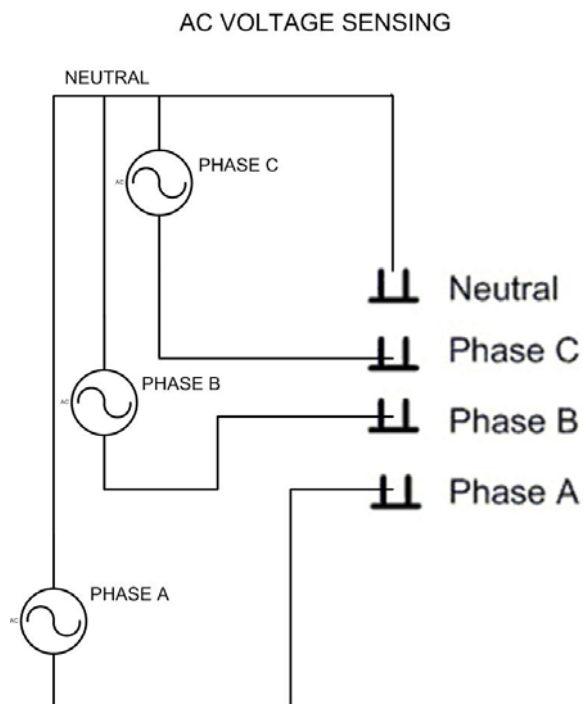 AC VOLTAGE SENSING
NEUTRAL
PHASE C
AC
Neutral
Phase C
PHASE B
AC
Phase B
Phase A
PHASE A
AC